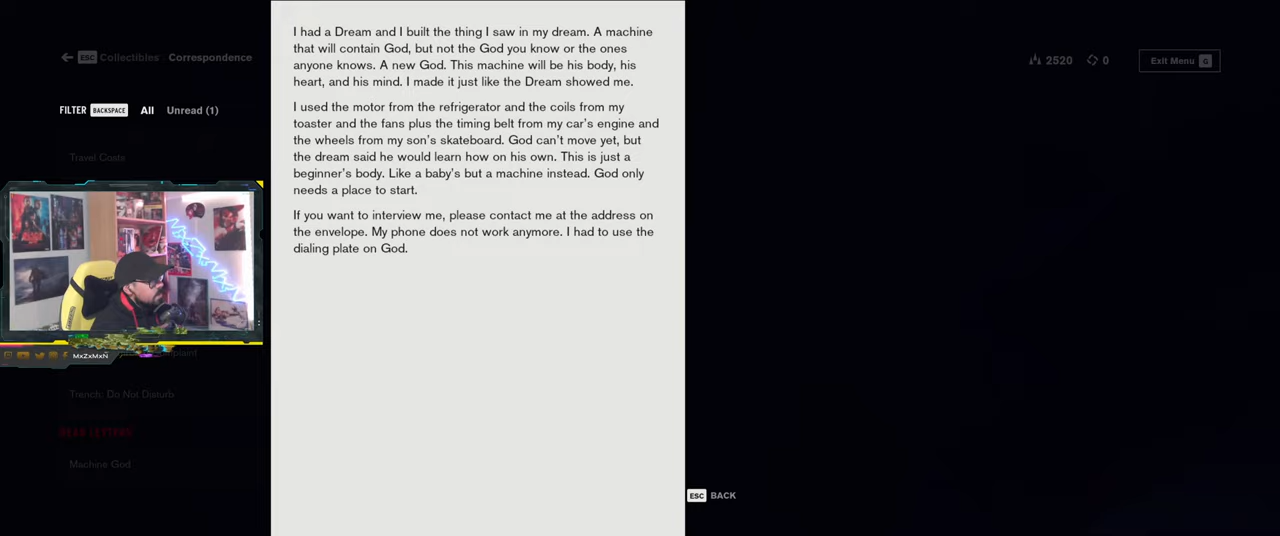 I had a Dream and I built the thing I saw in my dream. A machine
that will contain God, but not the God you know or the ones
anyone knows. A new God. This machine will be his body, his
heart, and his mind. I made it just like the Dream showed me.
I used the motor from the refrigerator and the coils from my
toaster and the fans plus the timing belt from my car's engine and
the wheels from my son's skateboard. God can't move yet, but
the dream said he would learn how on his own. This is just a
beginner's body. Like a baby's but a machine instead. God only
needs a place to start.
If you want to interview me, please contact me at the address on
the envelope. My phone does not work anymore. I had to use the
dialing plate on God.
ESC Collectibles Correspondence
2520 0
Exit Menu G
FILTER BACKSPACE All Unread (1)
Travel Costs
MxZxMxN
Trench: Do Not Disturb
DEAD LETTERS
Machine God
ESC BACK